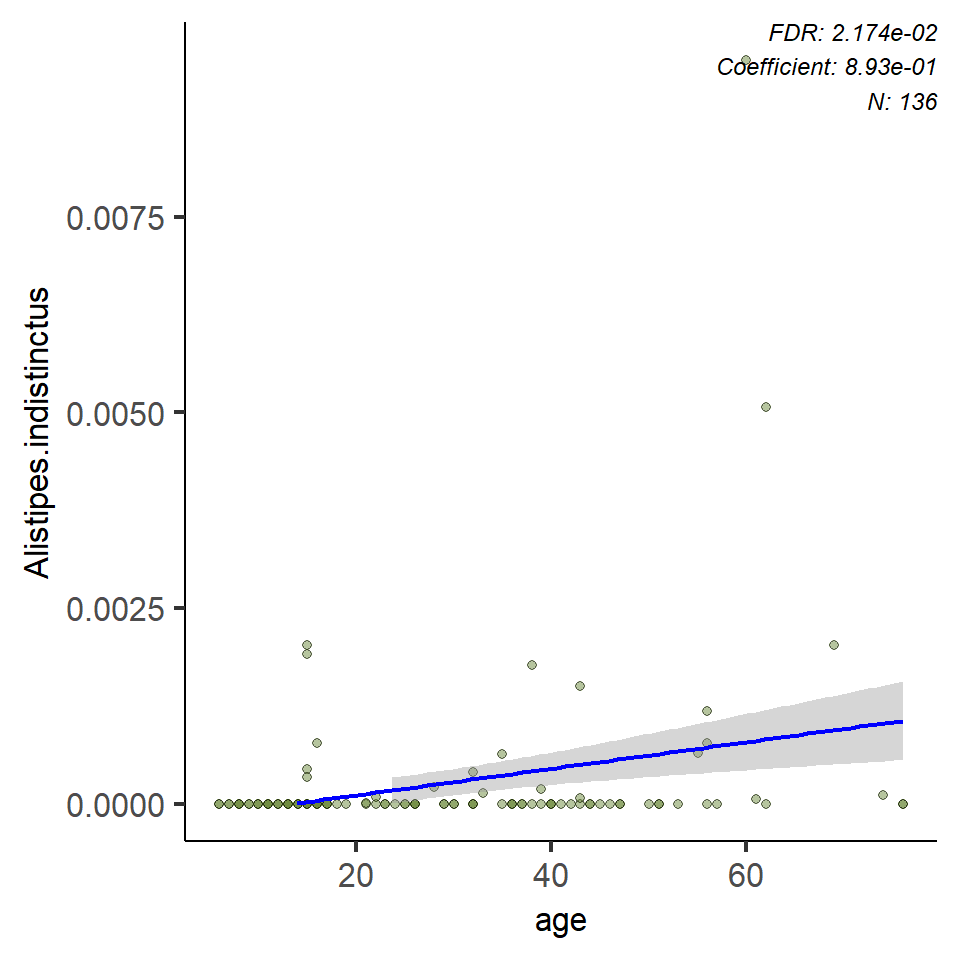 FDR: 2.174e-02
Coefficient: 8.93e-01
N: 136
0.0075
0.0050
0.0025
0.0000
Alistipes.indistinctus
20 40 60
age